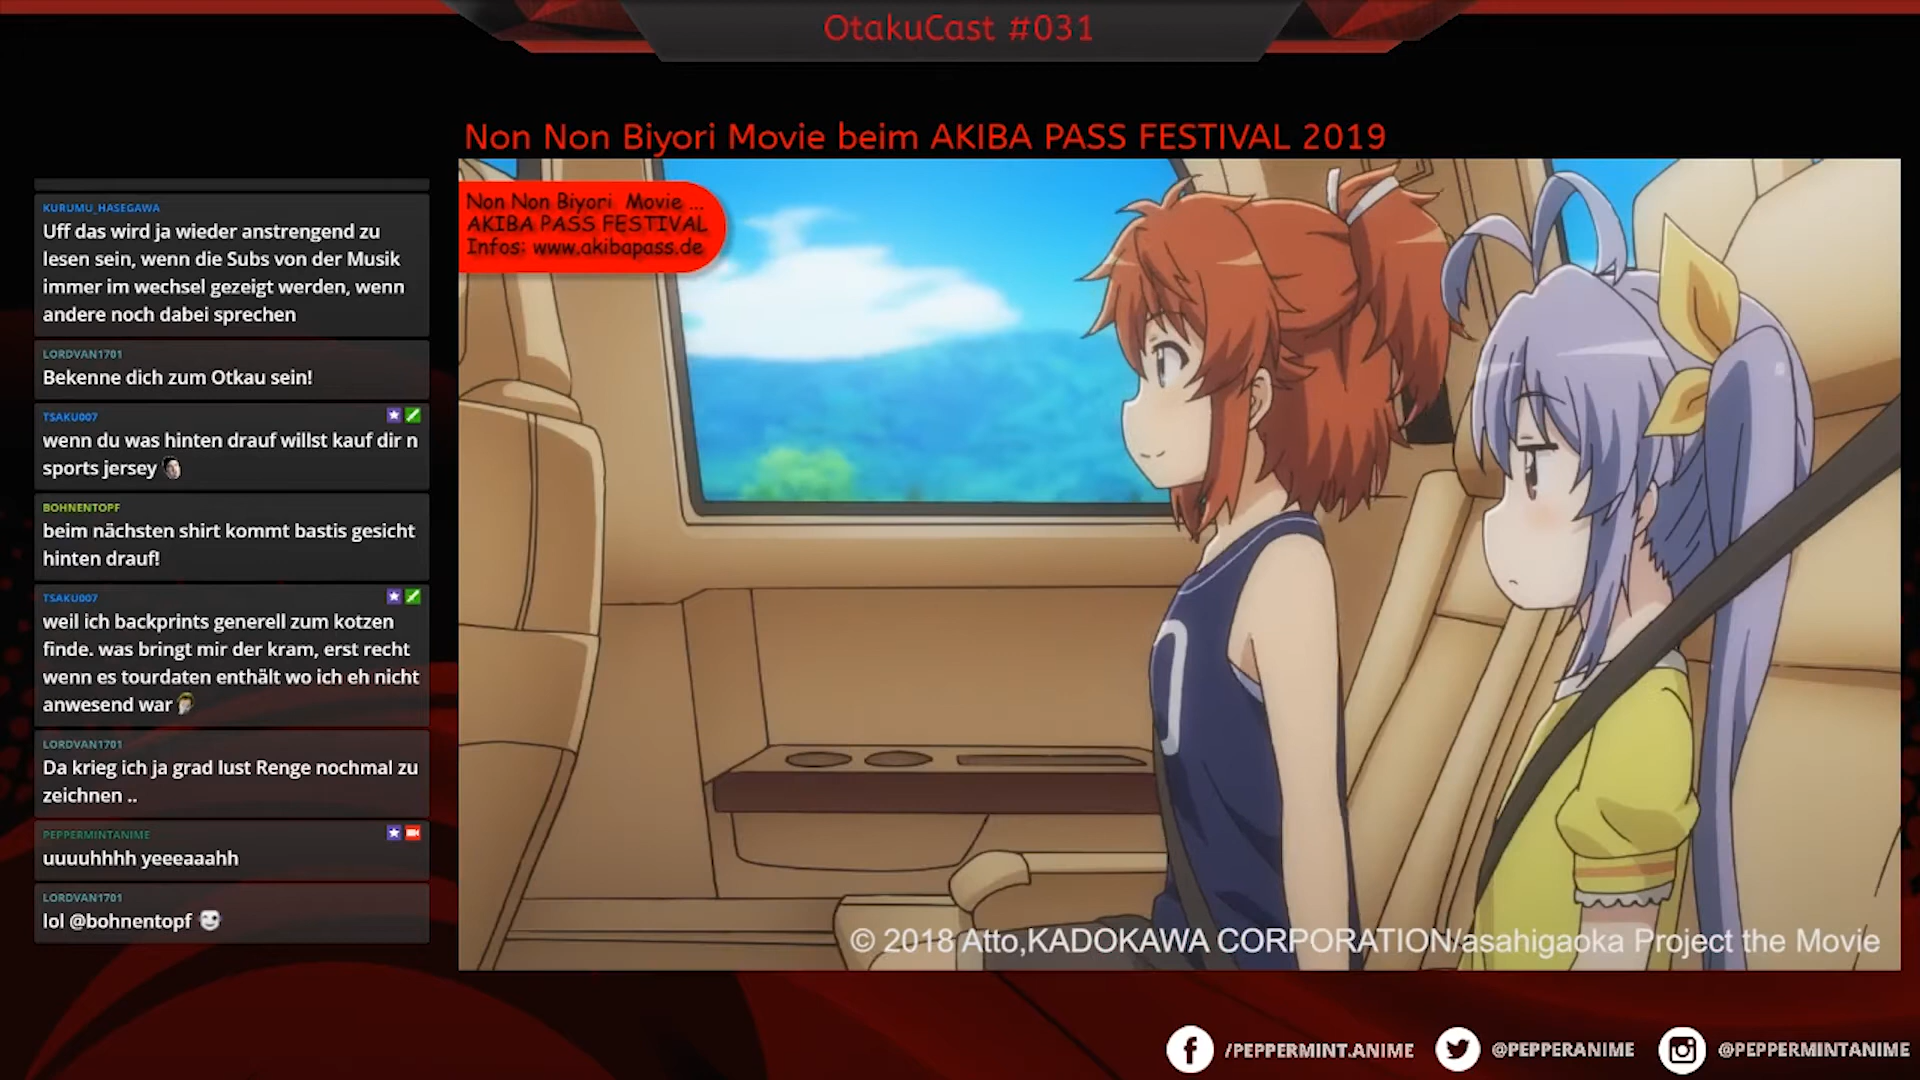 OtakuCast #031
Non Non Biyori Movie beim AKIBA PASS FESTIVAL 2019
Non Non Biyori Movie ...
AKIBA PASS FESTIVAL
Infos: www.akibapass.de
KURUMU_HASEGAWA
Uff das wird ja wieder anstrengend zu
lesen sein, wenn die Subs von der Musik
immer im wechsel gezeigt werden, wenn
andere noch dabei sprechen
LORDVAN1701
Bekenne dich zum Otkau sein!
TSAKU007
wenn du was hinten drauf willst kauf dir n
sports jersey
BOHNENTOPF
beim nächsten shirt kommt bastis gesicht
hinten drauf!
TSAKU007
weil ich backprints generell zum kotzen
finde. was bringt mir der kram, erst recht
wenn es tourdaten enthält wo ich eh nicht
anwesend war
LORDVAN1701
Da krieg ich ja grad lust Renge nochmal zu
zeichnen ..
PEPPERMINTANIME
uuuuhhhh yeeeaaahh
LORDVAN1701
lol @bohnentopf
© 2018 Atto,KADOKAWA CORPORATION/asahigaoka Project the Movie
/PEPPERMINT.ANIME
@PEPPERANIME
@PEPPERMINTANIME